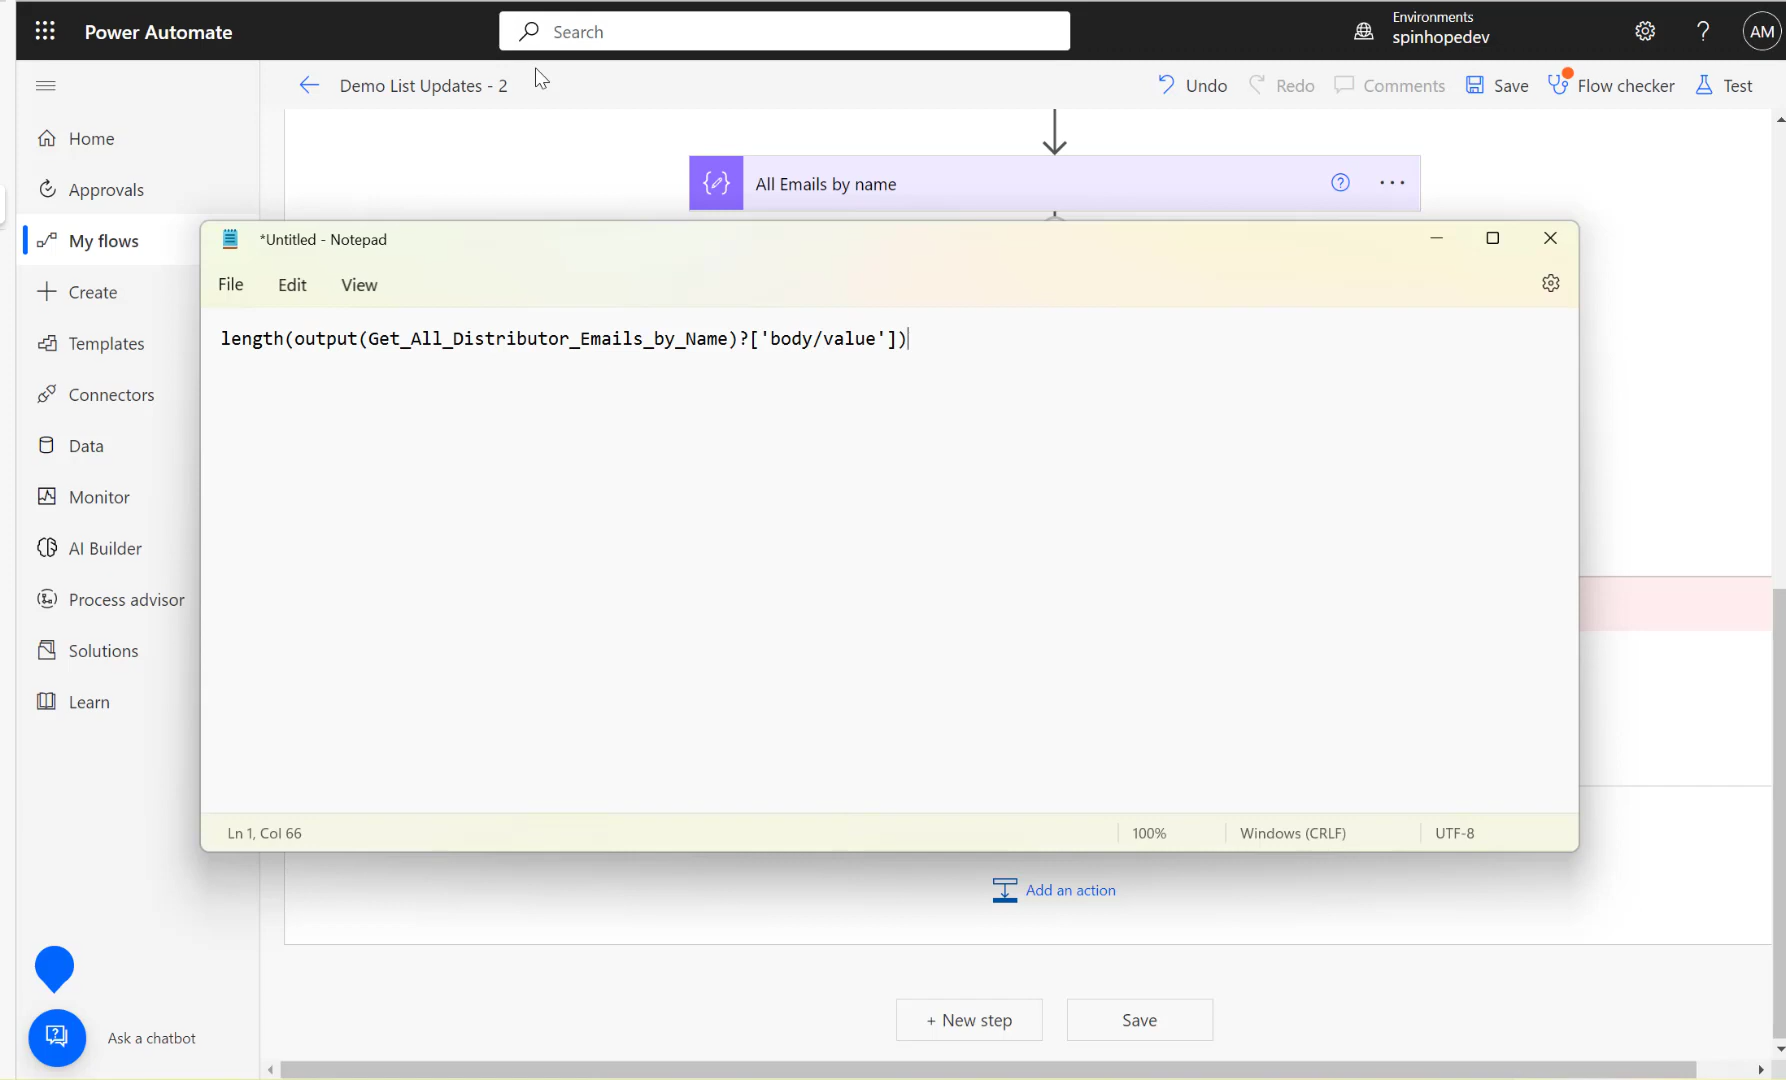 Power Automate
Search
Environments
spinhopedev
?
AM
Demo List Updates - 2
Undo
Redo
Comments
Save
Flow checker
Test
Home
Approvals
My flows
Create
Templates
Connectors
Data
Monitor
AI Builder
Process advisor
Solutions
Learn
All Emails by name
*Untitled - Notepad
File
Edit
View
length(output(Get_All_Distributor_Emails_by_Name)?['body/value'])
Ln 1, Col 66
100%
Windows (CRLF)
UTF-8
Add an action
+ New step
Save
Ask a chatbot